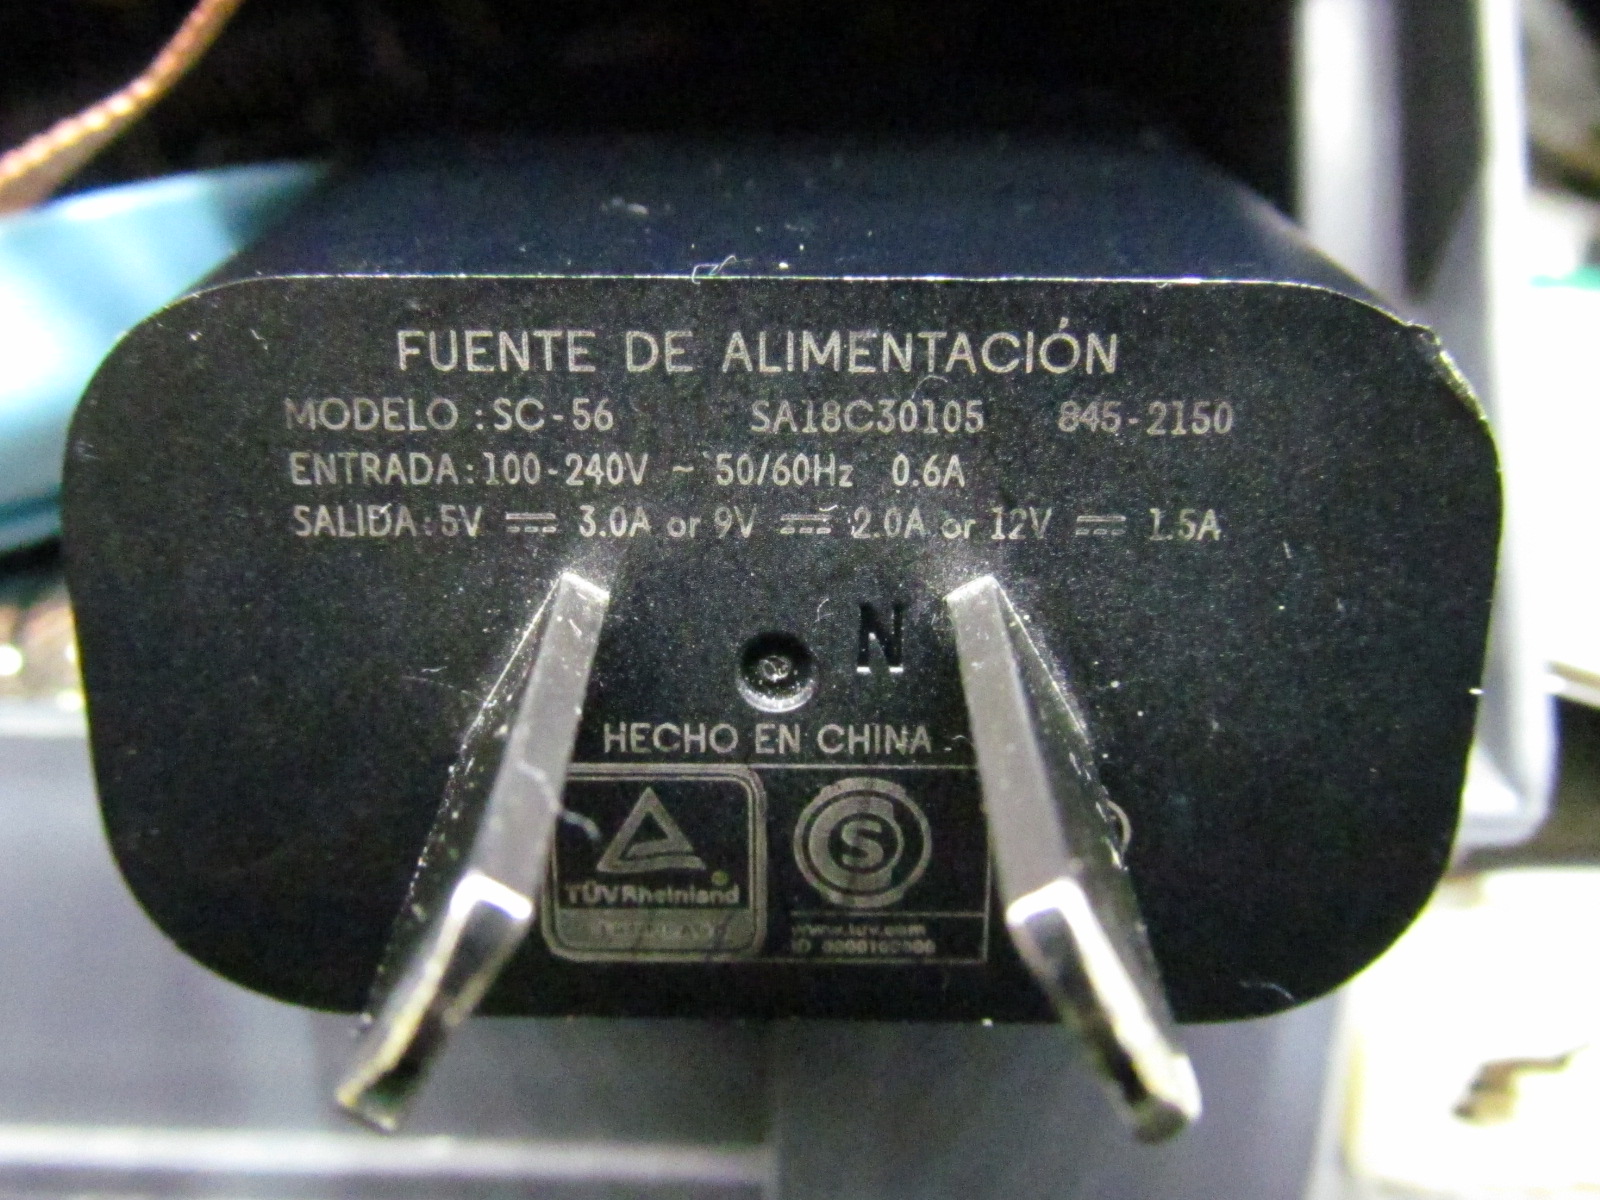 FUENTE DE ALIMENTACIÓN
MODELO : SC-56 SA18C30105 845-2150
ENTRADA: 100-240V ~ 50/60Hz 0.6A
SALIDA: 5V ⎓ 3.0A or 9V ⎓ 2.0A or 12V ⎓ 1.5A
N
HECHO EN CHINA
S
TÜVRheinland
www.tuv.com
ID